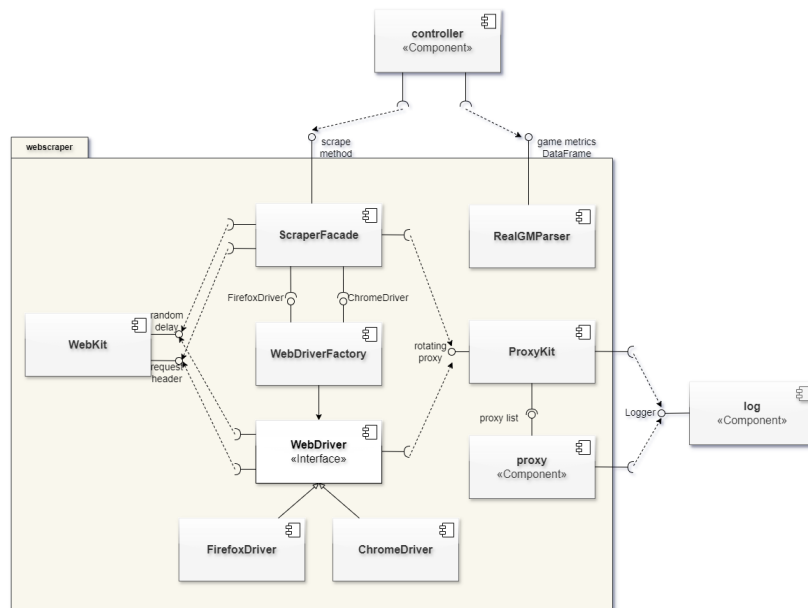 controller
«Component»
webscraper
scrape
method
game metrics
DataFrame
ScraperFacade
RealGMParser
FirefoxDriver
ChromeDriver
random
delay
WebKit
request
header
WebDriverFactory
rotating
proxy
ProxyKit
proxy list
Logger
log
«Component»
WebDriver
«Interface»
proxy
«Component»
FirefoxDriver
ChromeDriver